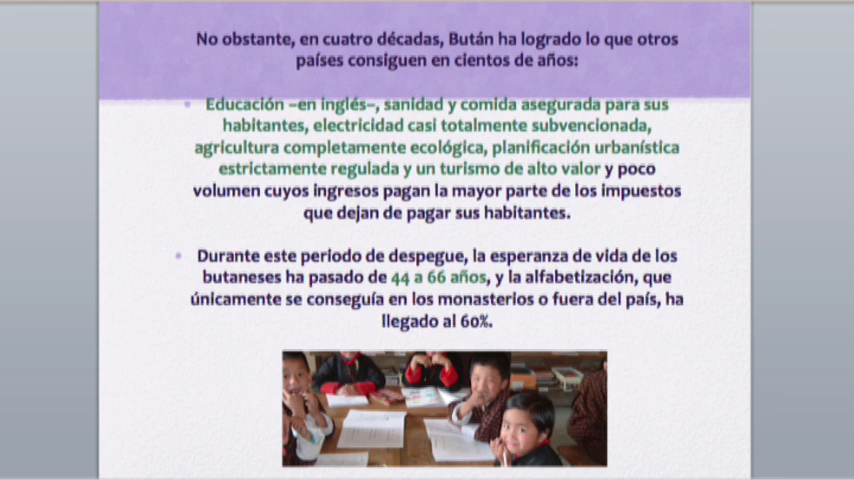 No obstante, en cuatro décadas, Bután ha logrado lo que otros
países consiguen en cientos de años:
Educación –en inglés–, sanidad y comida asegurada para sus
habitantes, electricidad casi totalmente subvencionada,
agricultura completamente ecológica, planificación urbanística
estrictamente regulada y un turismo de alto valor y poco
volumen cuyos ingresos pagan la mayor parte de los impuestos
que dejan de pagar sus habitantes.
Durante este periodo de despegue, la esperanza de vida de los
butaneses ha pasado de 44 a 66 años, y la alfabetización, que
únicamente se conseguía en los monasterios o fuera del país, ha
llegado al 60%.